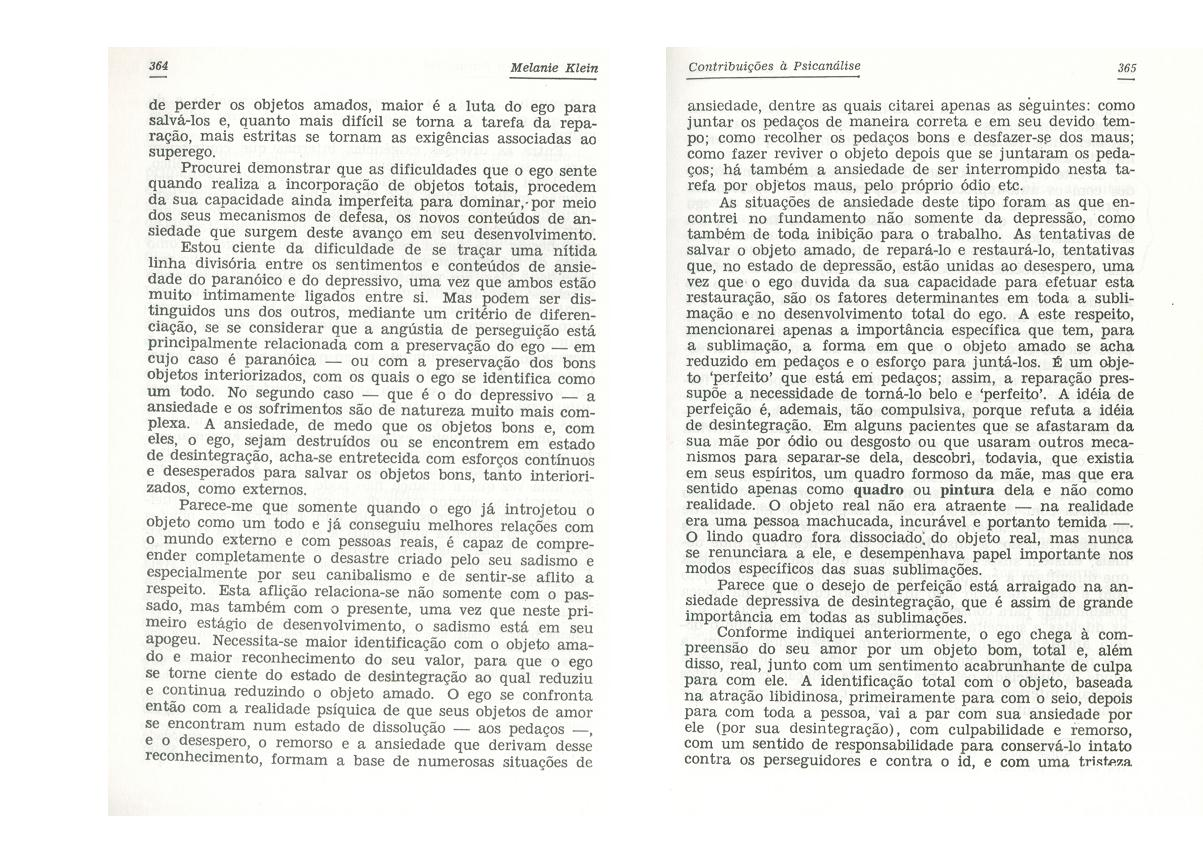 364
Melanie Klein
de perder os objetos amados, maior é a luta do ego para
salvá-los e, quanto mais difícil se torna a tarefa da repa-
ração, mais estritas se tornam as exigências associadas ao
superego.
Procurei demonstrar que as dificuldades que o ego sente
quando realiza a incorporação de objetos totais, procedem
da sua capacidade ainda imperfeita para dominar, por meio
dos seus mecanismos de defesa, os novos conteúdos de an-
siedade que surgem deste avanço em seu desenvolvimento.
Estou ciente da dificuldade de se traçar uma nítida
linha divisória entre os sentimentos e conteúdos de ansie-
dade do paranóico e do depressivo, uma vez que ambos estão
muito intimamente ligados entre si. Mas podem ser dis-
tinguidos uns dos outros, mediante um critério de diferen-
ciação, se se considerar que a angústia de perseguição está
principalmente relacionada com a preservação do ego — em
cujo caso é paranóica — ou com a preservação dos bons
objetos interiorizados, com os quais o ego se identifica como
um todo. No segundo caso — que é o do depressivo — a
ansiedade e os sofrimentos são de natureza muito mais com-
plexa. A ansiedade, de medo que os objetos bons e, com
eles, o ego, sejam destruídos ou se encontrem em estado
de desintegração, acha-se entretecida com esforços contínuos
e desesperados para salvar os objetos bons, tanto interiori-
zados, como externos.
Parece-me que somente quando o ego já introjetou o
objeto como um todo e já conseguiu melhores relações com
o mundo externo e com pessoas reais, é capaz de compre-
ender completamente o desastre criado pelo seu sadismo e
especialmente por seu canibalismo e de sentir-se aflito a
respeito. Esta aflição relaciona-se não somente com o pas-
sado, mas também com o presente, uma vez que neste pri-
meiro estágio de desenvolvimento, o sadismo está em seu
apogeu. Necessita-se maior identificação com o objeto ama-
do e maior reconhecimento do seu valor, para que o ego
se torne ciente do estado de desintegração ao qual reduziu
e continua reduzindo o objeto amado. O ego se confronta
então com a realidade psíquica de que seus objetos de amor
se encontram num estado de dissolução — aos pedaços —,
e o desespero, o remorso e a ansiedade que derivam desse
reconhecimento, formam a base de numerosas situações de
Contribuições à Psicanálise
365
ansiedade, dentre as quais citarei apenas as seguintes: como
juntar os pedaços de maneira correta e em seu devido tem-
po; como recolher os pedaços bons e desfazer-se dos maus;
como fazer reviver o objeto depois que se juntaram os peda-
ços; há também a ansiedade de ser interrompido nesta ta-
refa por objetos maus, pelo próprio ódio etc.
As situações de ansiedade deste tipo foram as que en-
contrei no fundamento não somente da depressão, como
também de toda inibição para o trabalho. As tentativas de
salvar o objeto amado, de repará-lo e restaurá-lo, tentativas
que, no estado de depressão, estão unidas ao desespero, uma
vez que o ego duvida da sua capacidade para efetuar esta
restauração, são os fatores determinantes em toda a subli-
mação e no desenvolvimento total do ego. A este respeito,
mencionarei apenas a importância específica que tem, para
a sublimação, a forma em que o objeto amado se acha
reduzido em pedaços e o esforço para juntá-los. É um obje-
to 'perfeito' que está em pedaços; assim, a reparação pres-
supõe a necessidade de torná-lo belo e 'perfeito'. A idéia de
perfeição é, ademais, tão compulsiva, porque refuta a idéia
de desintegração. Em alguns pacientes que se afastaram da
sua mãe por ódio ou desgosto ou que usaram outros meca-
nismos para separar-se dela, descobri, todavia, que existia
em seus espíritos, um quadro formoso da mãe, mas que era
sentido apenas como quadro ou pintura dela e não como
realidade. O objeto real não era atraente — na realidade
era uma pessoa machucada, incurável e portanto temida —.
O lindo quadro fora dissociado do objeto real, mas nunca
se renunciara a ele, e desempenhava papel importante nos
modos específicos das suas sublimações.
Parece que o desejo de perfeição está arraigado na an-
siedade depressiva de desintegração, que é assim de grande
importância em todas as sublimações.
Conforme indiquei anteriormente, o ego chega à com-
preensão do seu amor por um objeto bom, total e, além
disso, real, junto com um sentimento acabrunhante de culpa
para com ele. A identificação total com o objeto, baseada
na atração libidinosa, primeiramente para com o seio, depois
para com toda a pessoa, vai a par com sua ansiedade por
ele (por sua desintegração), com culpabilidade e remorso,
com um sentido de responsabilidade para conservá-lo intato
contra os perseguidores e contra o id, e com uma tristeza